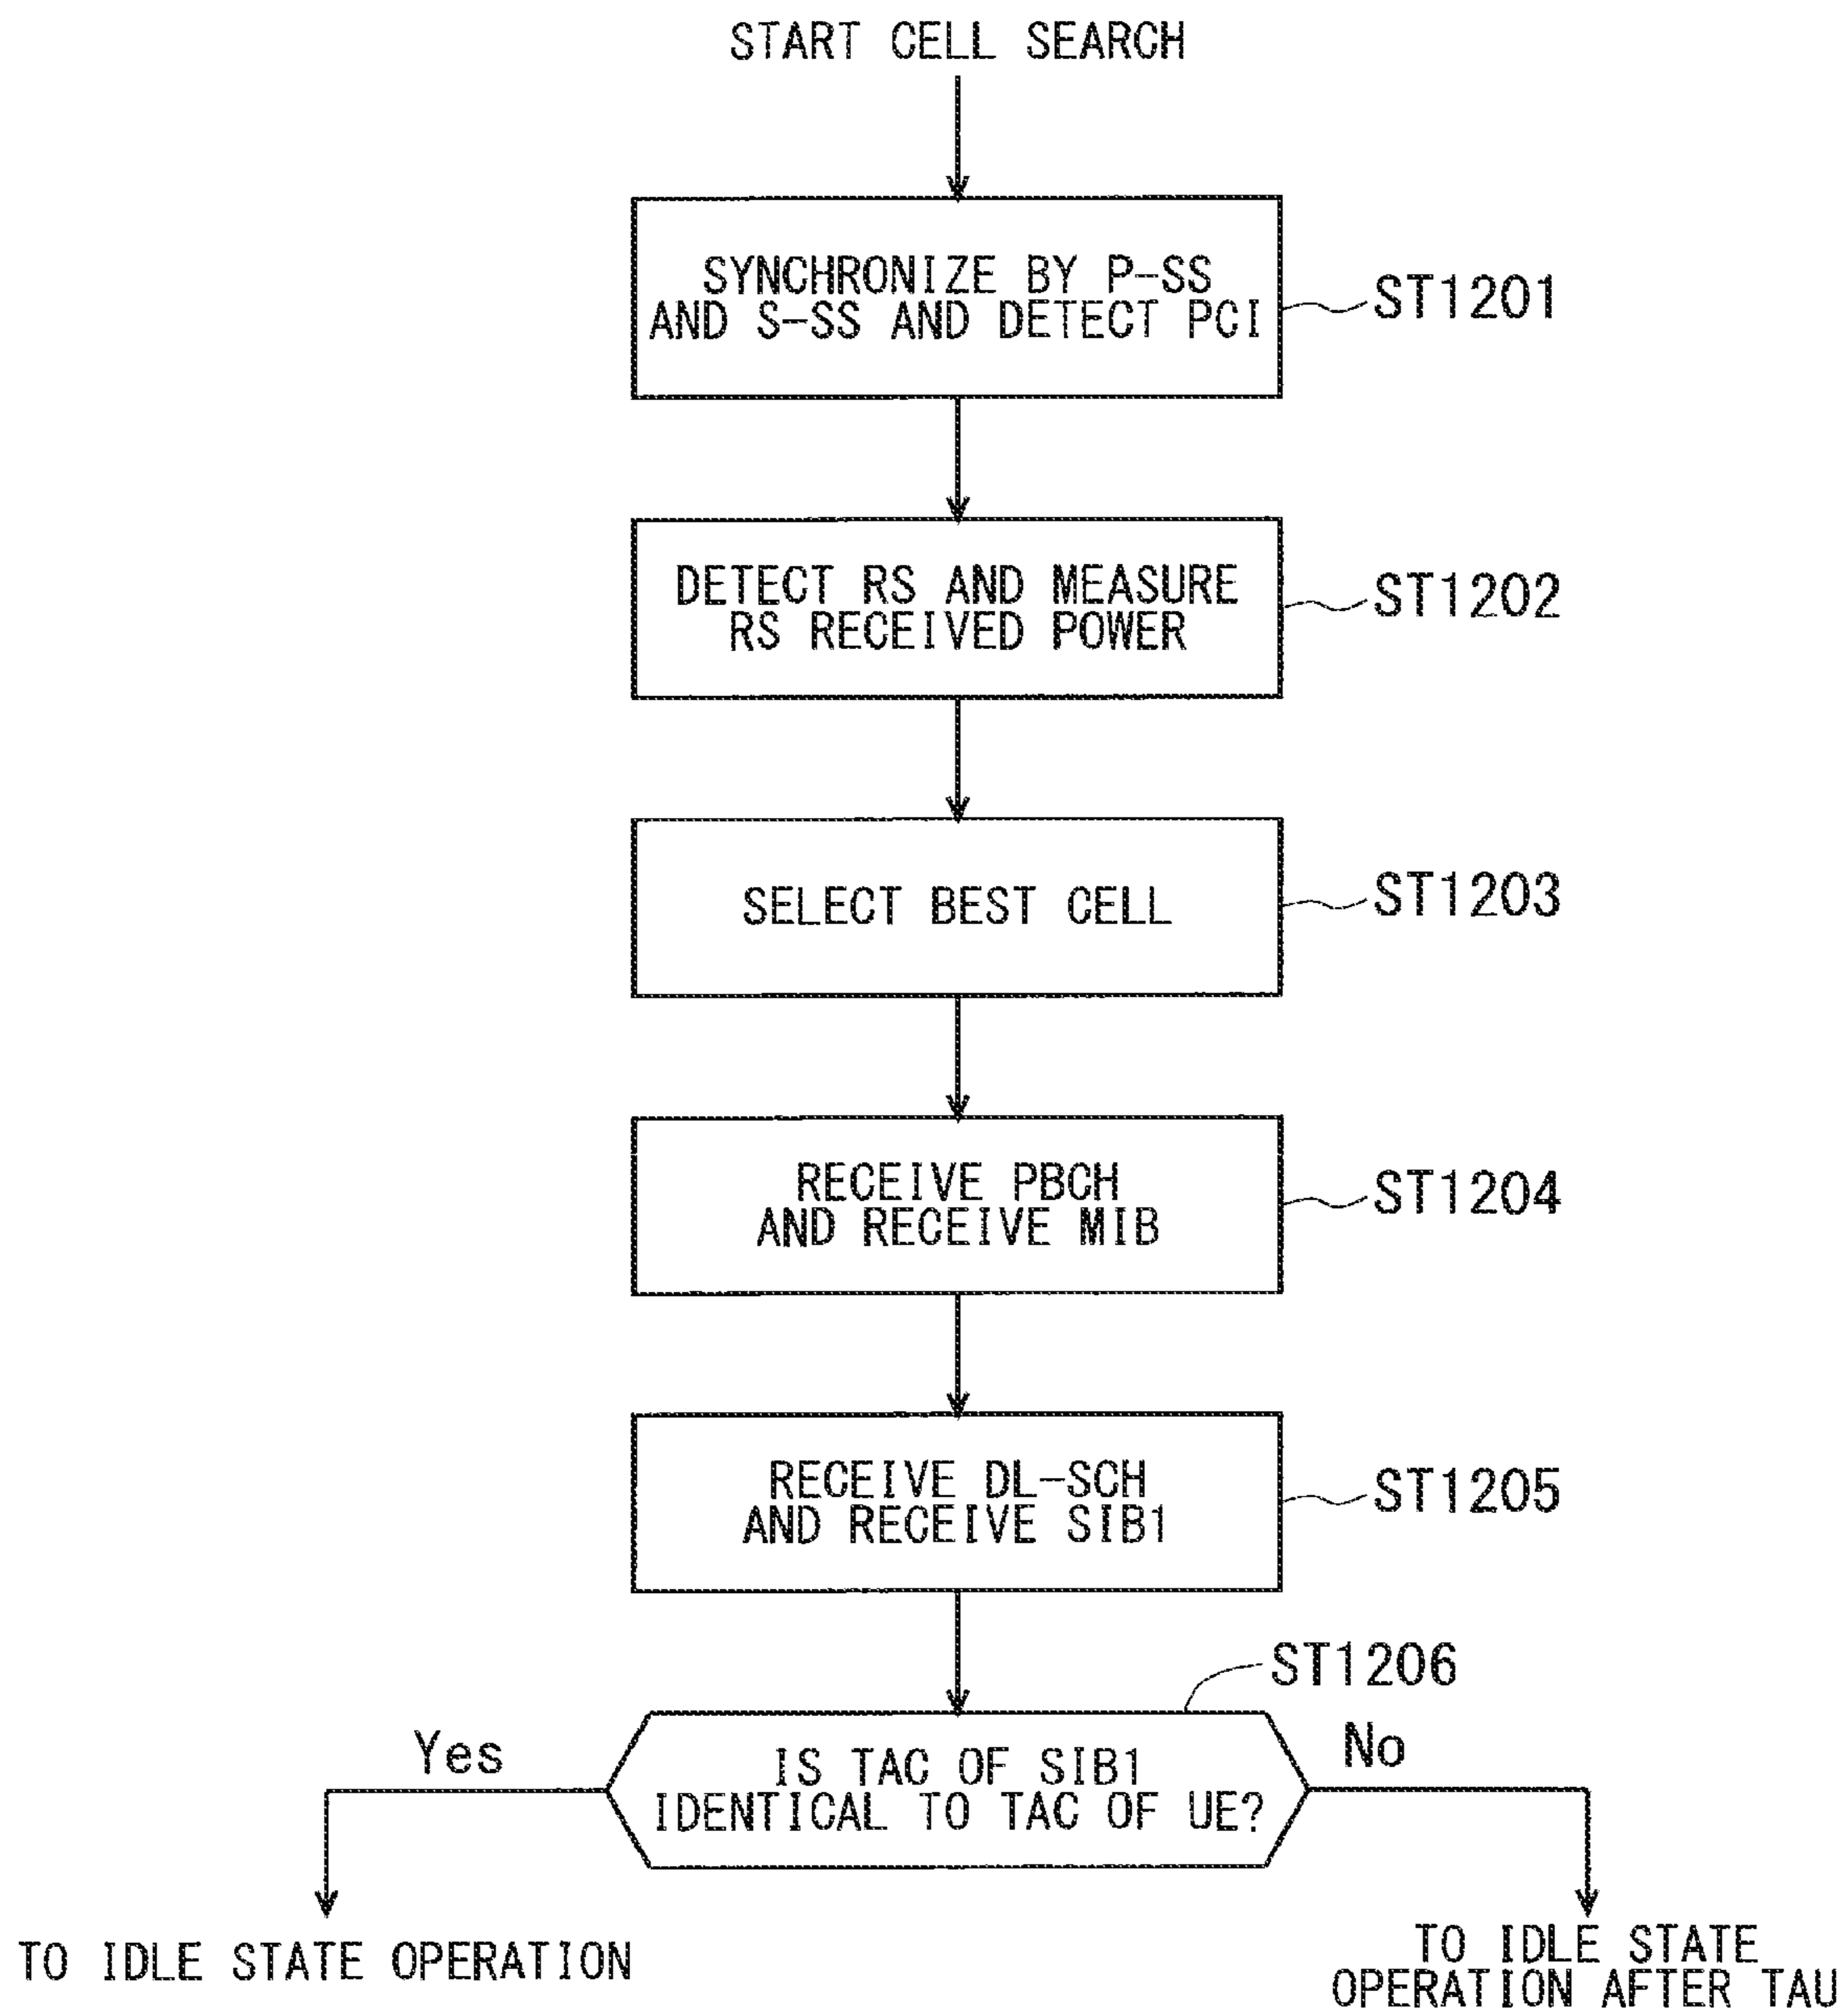 START CELL SEARCH
SYNCHRONIZE BY P-SS
AND S-SS AND DETECT PCI
ST1201
DETECT RS AND MEASURE
RS RECEIVED POWER
ST1202
SELECT BEST CELL
ST1203
RECEIVE PBCH
AND RECEIVE MIB
ST1204
RECEIVE DL-SCH
AND RECEIVE SIB1
ST1205
ST1206
Yes
IS TAC OF SIB1
IDENTICAL TO TAC OF UE?
No
TO IDLE STATE OPERATION
TO IDLE STATE
OPERATION AFTER TAU